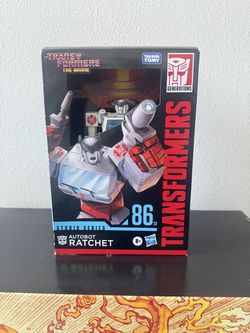 TRANSFORMERS
THE MOVIE
TAKARA
TOMY
GENERATIONS
TRANSFORMERS
STUDIO SERIES
86
AUTOBOT
RATCHET
8+
Hasbro